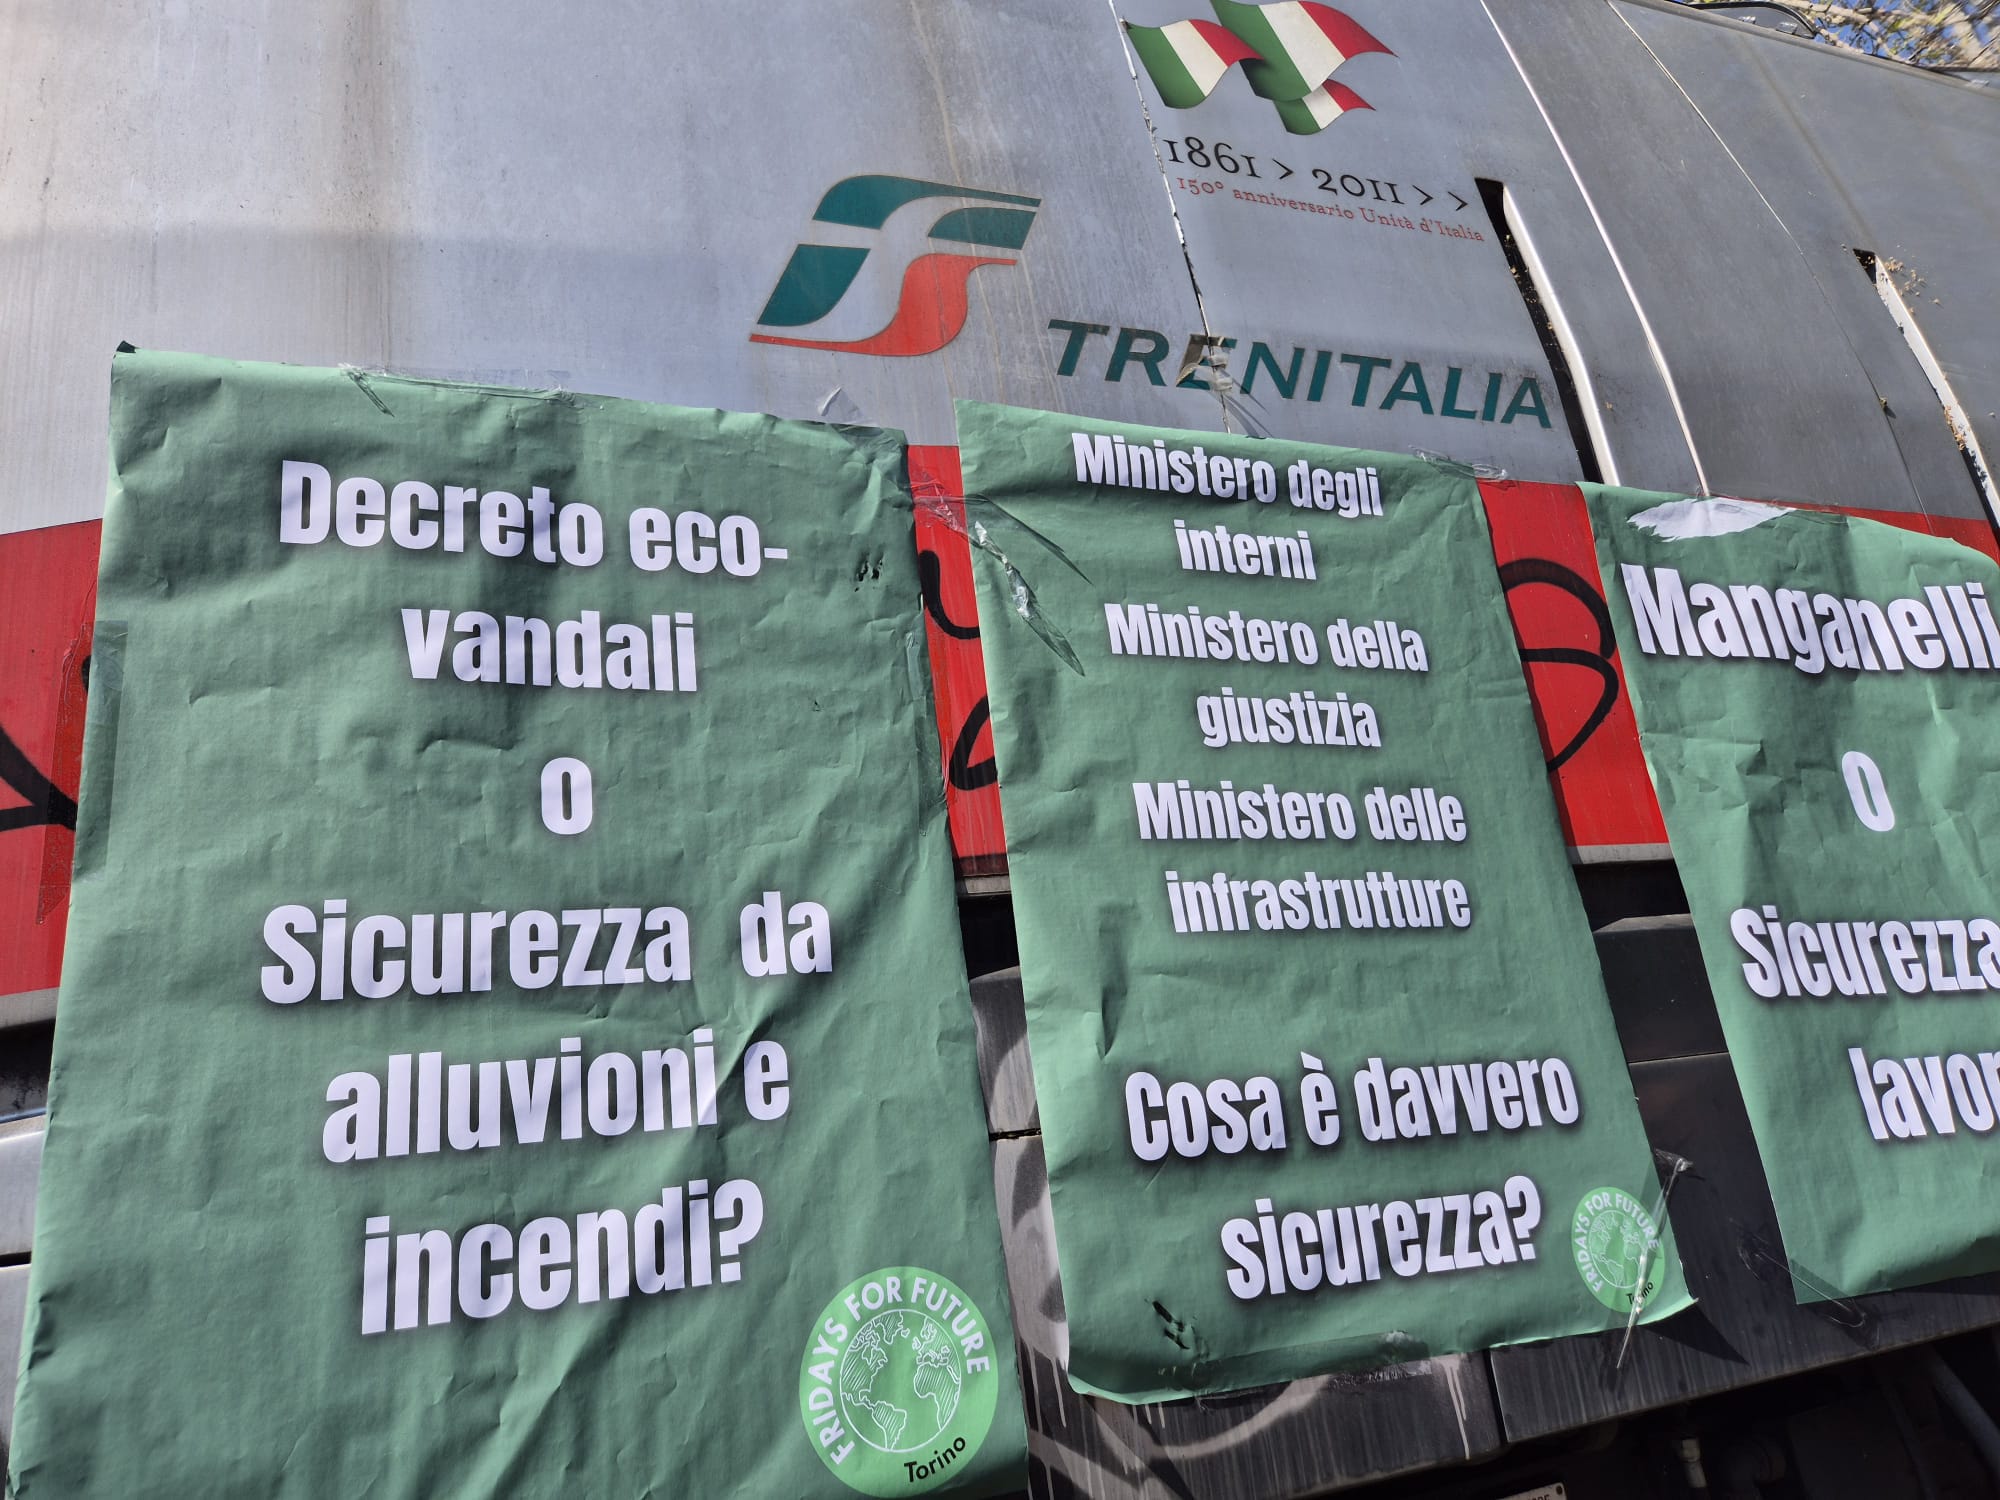 1861 > 2011 > >
150° anniversario Unità d'Italia
TRENITALIA
Decreto eco-
vandali
o
Sicurezza da
alluvioni e
incendi?
FRIDAYS FOR FUTURE
Torino
Ministero degli
interni
Ministero della
giustizia
Ministero delle
infrastrutture
Cosa è davvero
sicurezza?
FRIDAYS FOR FUTURE
Torino
Manganelli
o
Sicurezza